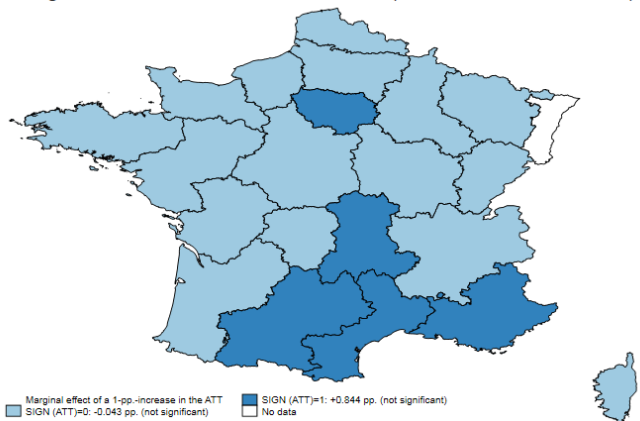 Marginal effect of a 1-pp.-increase in the ATT
SIGN (ATT)=0: -0.043 pp. (not significant)
SIGN (ATT)=1: +0.844 pp. (not significant)
No data